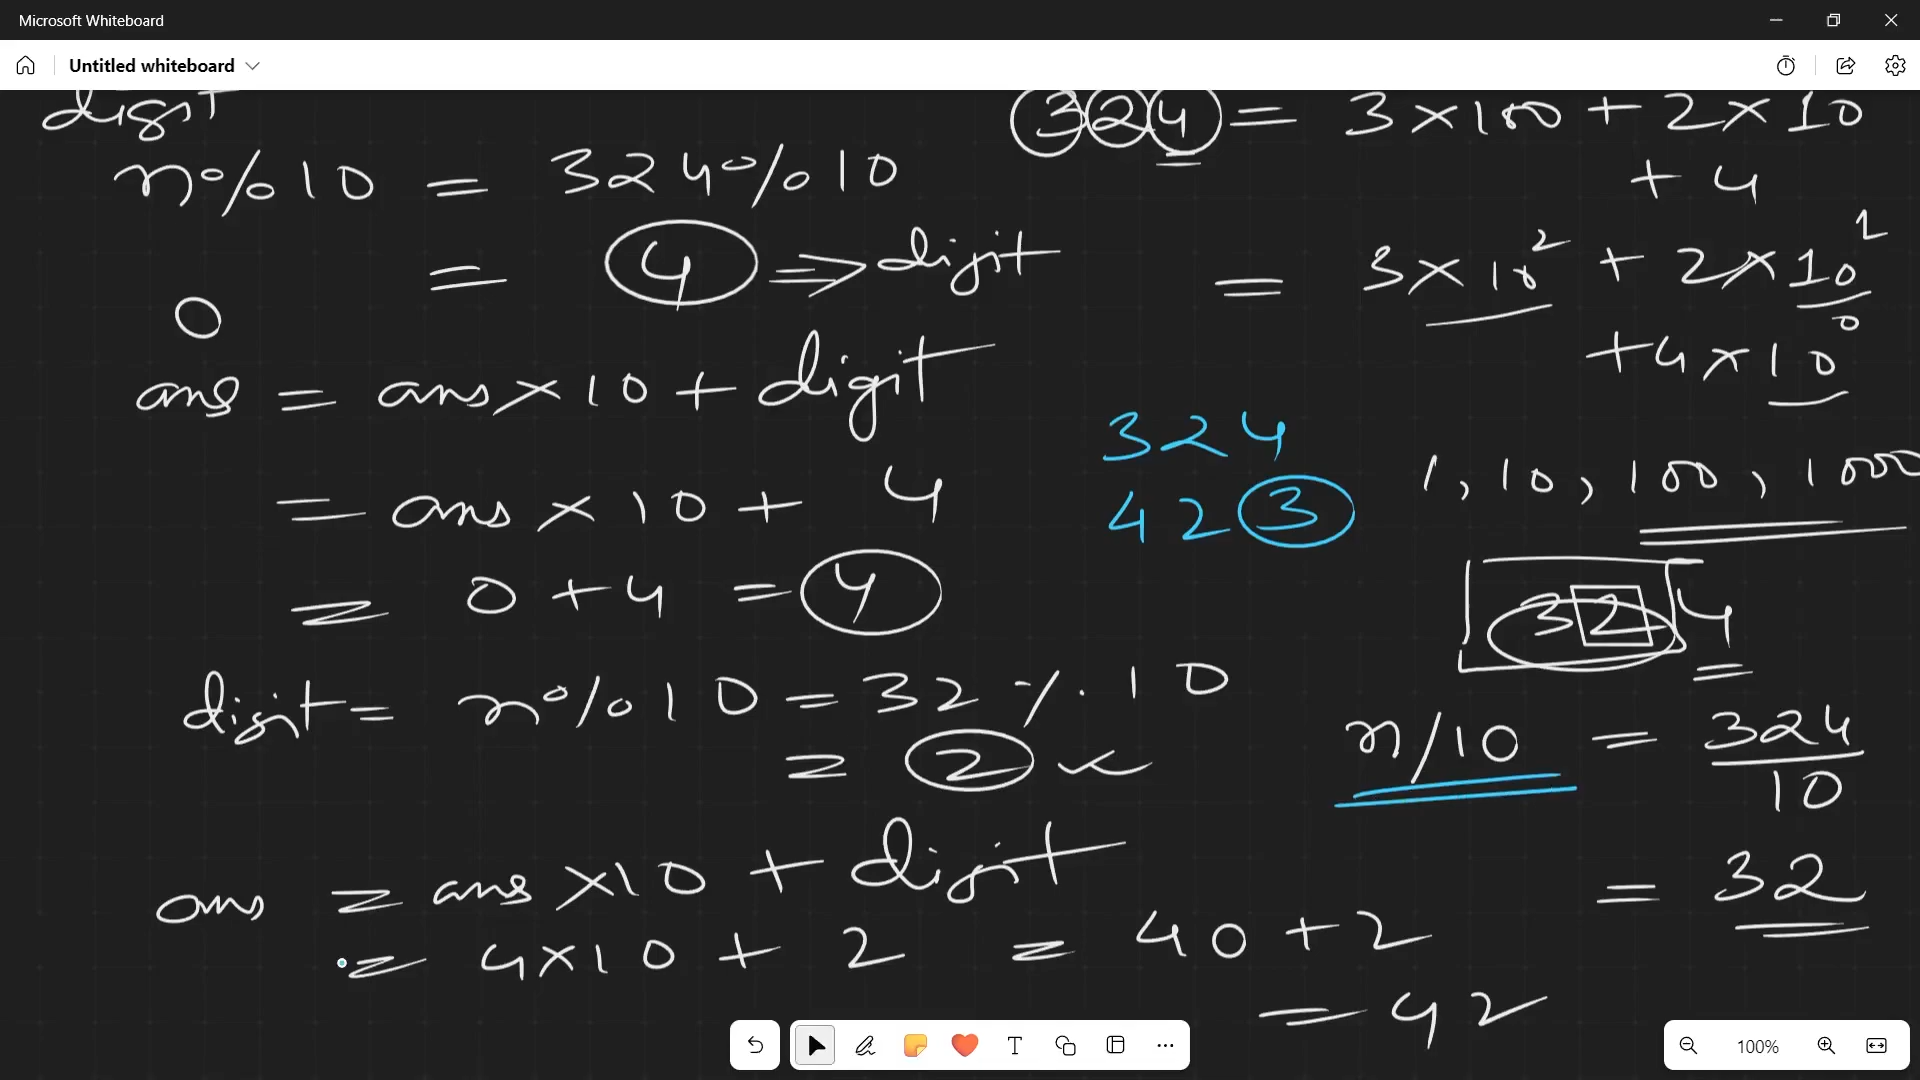 Microsoft Whiteboard
Untitled whiteboard
digit
n%10 = 324%10
= 4 => digit
0
ans = ans×10 + digit
= ans × 10 + 4
= 0 + 4 = 4
digit = n%10 = 32 % 10
= 2
ans = ans×10 + digit
= 4×10 + 2 = 40 + 2
= 42
324 = 3×100 + 2×10
+ 4
= 3×10² + 2×10¹
+4×10⁰
324
423
1, 10, 100, 1000
324
n/10 = 324/10
= 32
100%